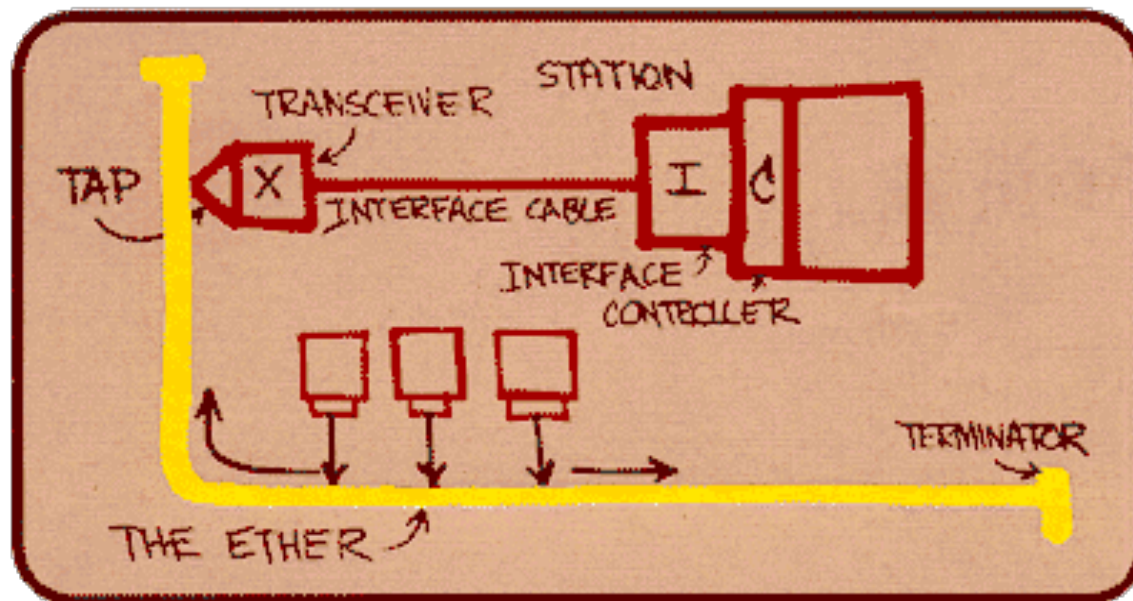 STATION
TRANSCEIVER
TAP
X
I
C
INTERFACE CABLE
INTERFACE
CONTROLLER
TERMINATOR
THE ETHER